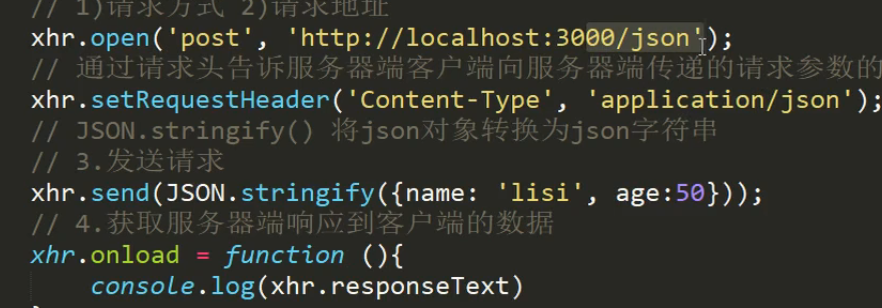 // 1)请求方式 2)请求地址
xhr.open('post', 'http://localhost:3000/json');
// 通过请求头告诉服务器端客户端向服务器端传递的请求参数的
xhr.setRequestHeader('Content-Type', 'application/json');
// JSON.stringify() 将json对象转换为json字符串
// 3.发送请求
xhr.send(JSON.stringify({name: 'lisi', age:50}));
// 4.获取服务器端响应到客户端的数据
xhr.onload = function (){
console.log(xhr.responseText)